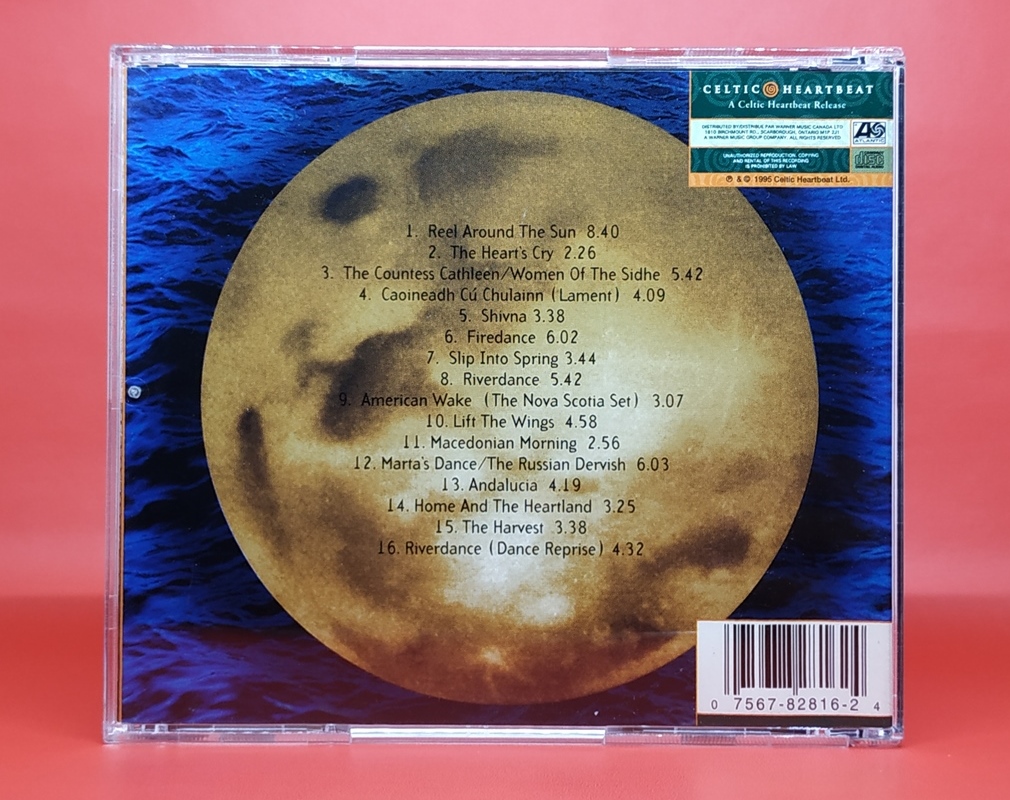 CELTIC HEARTBEAT
A Celtic Heartbeat Release
DISTRIBUTED BY/DISTRIBUE PAR WARNER MUSIC CANADA LTD
1810 BIRCHMOUNT RD., SCARBOROUGH, ONTARIO M1P 2J1
A WARNER MUSIC GROUP COMPANY. ALL RIGHTS RESERVED
ATLANTIC
UNAUTHORIZED REPRODUCTION, COPYING
AND RENTAL OF THIS RECORDING
IS PROHIBITED BY LAW
disc
℗ & ©. 1995 Celtic Heartbeat Ltd.
1. Reel Around The Sun 8.40
2. The Heart's Cry 2.26
3. The Countess Cathleen/Women Of The Sidhe 5.42
4. Caoineadh Cú Chulainn (Lament) 4.09
5. Shivna 3.38
6. Firedance 6.02
7. Slip Into Spring 3.44
8. Riverdance 5.42
9. American Wake (The Nova Scotia Set) 3.07
10. Lift The Wings 4.58
11. Macedonian Morning 2.56
12. Marta's Dance/The Russian Dervish 6.03
13. Andalucia 4.19
14. Home And The Heartland 3.25
15. The Harvest 3.38
16. Riverdance (Dance Reprise) 4.32
0 7567-82816-2 4